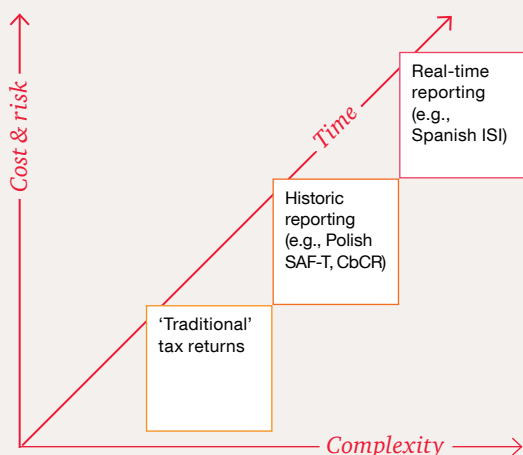 Cost & risk
Time
Real-time
reporting
(e.g.,
Spanish ISI)
Historic
reporting
(e.g., Polish
SAF-T, CbCR)
‘Traditional’
tax returns
Complexity